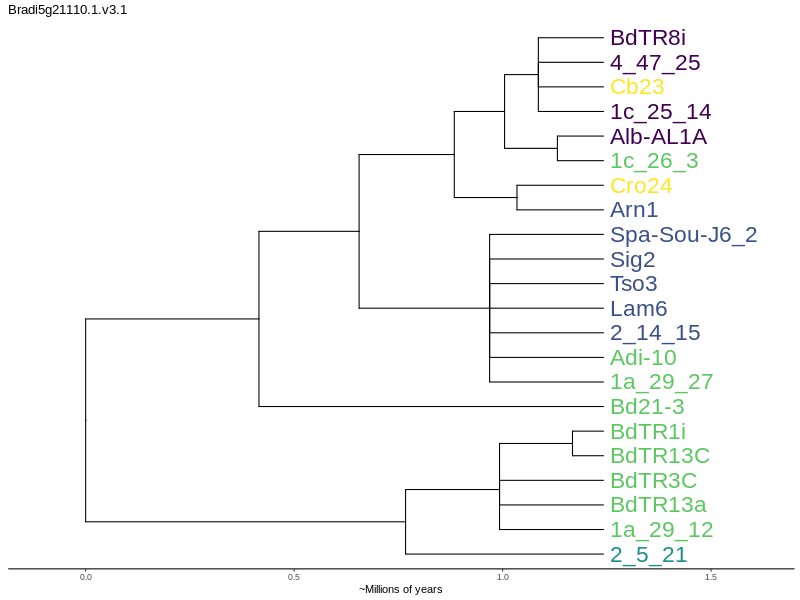 Bradi5g21110.1.v3.1
BdTR8i
4_47_25
Cb23
1c_25_14
Alb-AL1A
1c_26_3
Cro24
Arn1
Spa-Sou-J6_2
Sig2
Tso3
Lam6
2_14_15
Adi-10
1a_29_27
Bd21-3
BdTR1i
BdTR13C
BdTR3C
BdTR13a
1a_29_12
2_5_21
0.0 0.5 1.0 1.5
~Millions of years